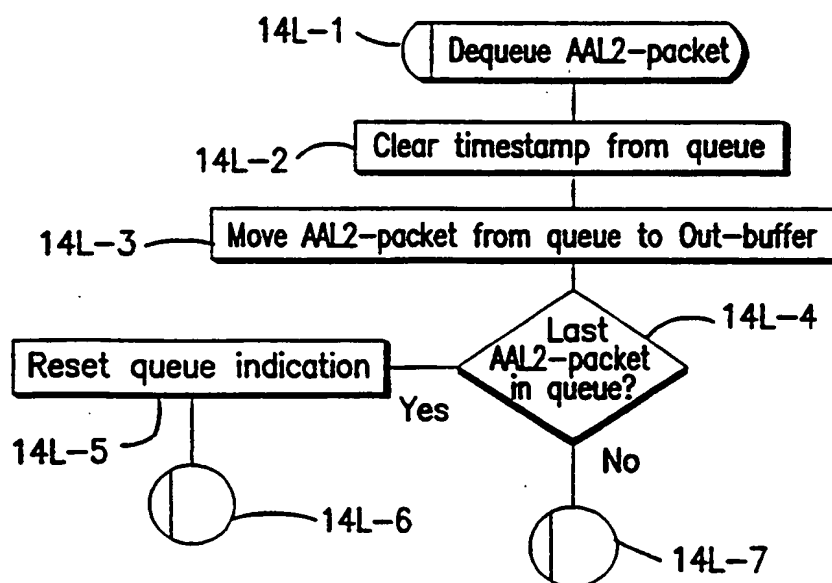 14L-1
Dequeue AAL2-packet
Clear timestamp from queue
14L-2
Move AAL2-packet from queue to Out-buffer
14L-3
Last
AAL2-packet
in queue?
14L-4
Reset queue indication
Yes
14L-5
No
14L-6
14L-7